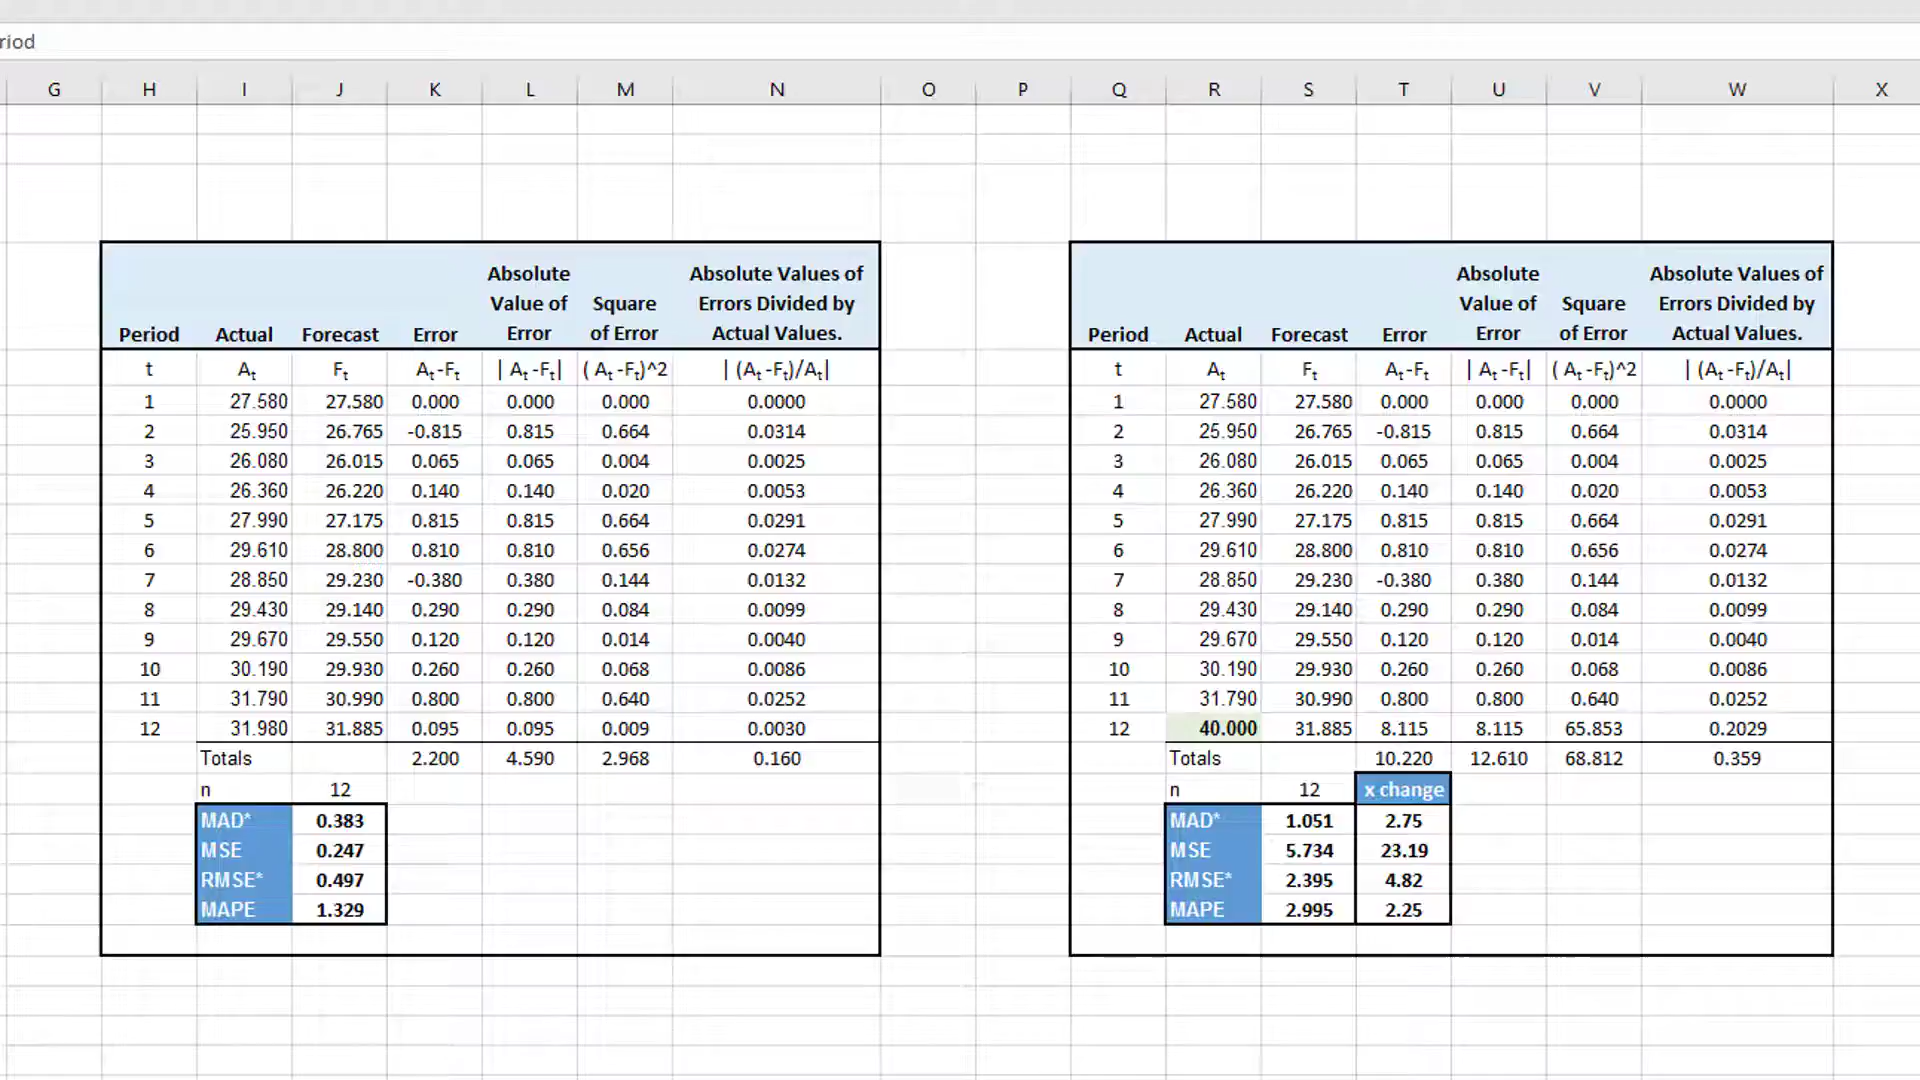 riod
G H I J K L M N O P Q R S T U V W X
Absolute Absolute Values of
Value of Square Errors Divided by
Period Actual Forecast Error Error of Error Actual Values.
t At Ft At -Ft | At -Ft| ( At -Ft)^2 | (At -Ft)/At|
1 27.580 27.580 0.000 0.000 0.000 0.0000
2 25.950 26.765 -0.815 0.815 0.664 0.0314
3 26.080 26.015 0.065 0.065 0.004 0.0025
4 26.360 26.220 0.140 0.140 0.020 0.0053
5 27.990 27.175 0.815 0.815 0.664 0.0291
6 29.610 28.800 0.810 0.810 0.656 0.0274
7 28.850 29.230 -0.380 0.380 0.144 0.0132
8 29.430 29.140 0.290 0.290 0.084 0.0099
9 29.670 29.550 0.120 0.120 0.014 0.0040
10 30.190 29.930 0.260 0.260 0.068 0.0086
11 31.790 30.990 0.800 0.800 0.640 0.0252
12 31.980 31.885 0.095 0.095 0.009 0.0030
Totals 2.200 4.590 2.968 0.160
n 12
MAD* 0.383
MSE 0.247
RMSE* 0.497
MAPE 1.329
Absolute Absolute Values of
Value of Square Errors Divided by
Period Actual Forecast Error Error of Error Actual Values.
t At Ft At -Ft | At -Ft| ( At -Ft)^2 | (At -Ft)/At|
1 27.580 27.580 0.000 0.000 0.000 0.0000
2 25.950 26.765 -0.815 0.815 0.664 0.0314
3 26.080 26.015 0.065 0.065 0.004 0.0025
4 26.360 26.220 0.140 0.140 0.020 0.0053
5 27.990 27.175 0.815 0.815 0.664 0.0291
6 29.610 28.800 0.810 0.810 0.656 0.0274
7 28.850 29.230 -0.380 0.380 0.144 0.0132
8 29.430 29.140 0.290 0.290 0.084 0.0099
9 29.670 29.550 0.120 0.120 0.014 0.0040
10 30.190 29.930 0.260 0.260 0.068 0.0086
11 31.790 30.990 0.800 0.800 0.640 0.0252
12 40.000 31.885 8.115 8.115 65.853 0.2029
Totals 10.220 12.610 68.812 0.359
n 12 x change
MAD* 1.051 2.75
MSE 5.734 23.19
RMSE* 2.395 4.82
MAPE 2.995 2.25